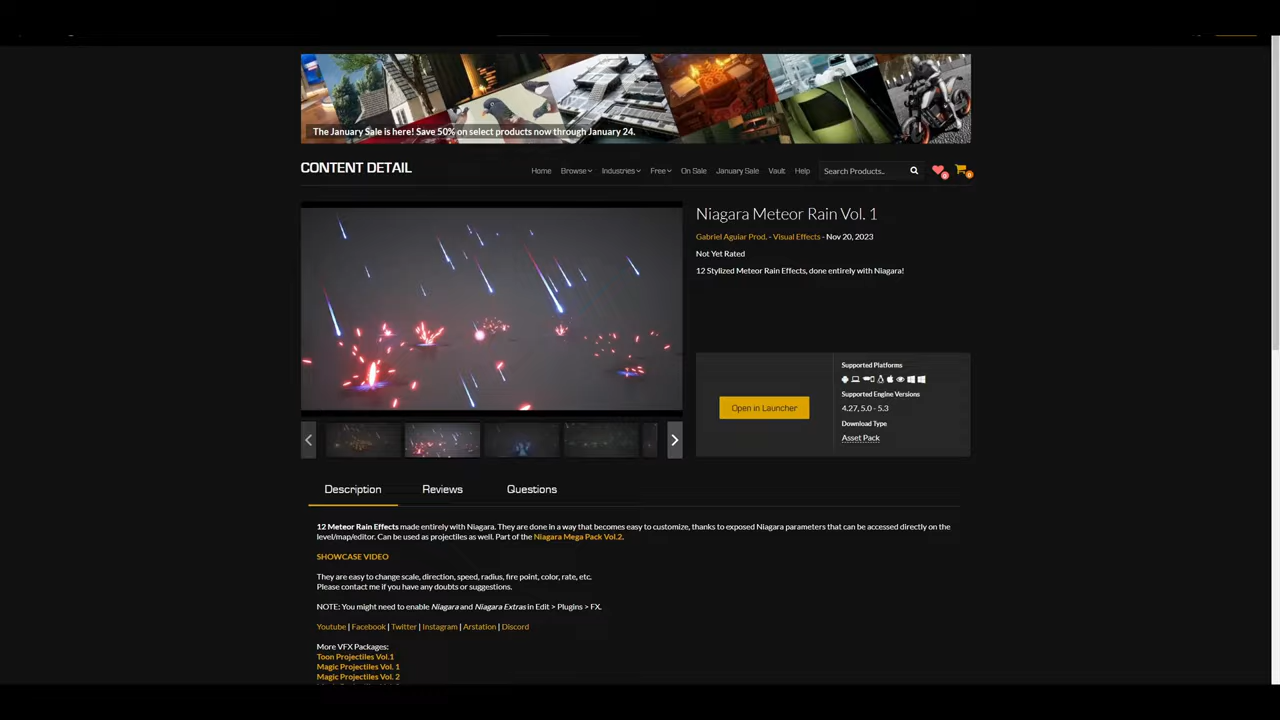 The January Sale is here! Save 50% on select products now through January 24.
CONTENT DETAIL
Home Browse Industries Free On Sale January Sale Vault Help Search Products.. 0 0
Niagara Meteor Rain Vol. 1
Gabriel Aguiar Prod. - Visual Effects - Nov 20, 2023
Not Yet Rated
12 Stylized Meteor Rain Effects, done entirely with Niagara!
Open in Launcher
Supported Platforms
Supported Engine Versions
4.27, 5.0 - 5.3
Download Type
Asset Pack
Description Reviews Questions
12 Meteor Rain Effects made entirely with Niagara. They are done in a way that becomes easy to customize, thanks to exposed Niagara parameters that can be accessed directly on the
level/map/editor. Can be used as projectiles as well. Part of the Niagara Mega Pack Vol.2.
SHOWCASE VIDEO
They are easy to change scale, direction, speed, radius, fire point, color, rate, etc.
Please contact me if you have any doubts or suggestions.
NOTE: You might need to enable Niagara and Niagara Extras in Edit > Plugins > FX.
Youtube | Facebook | Twitter | Instagram | Arstation | Discord
More VFX Packages:
Toon Projectiles Vol.1
Magic Projectiles Vol. 1
Magic Projectiles Vol. 2